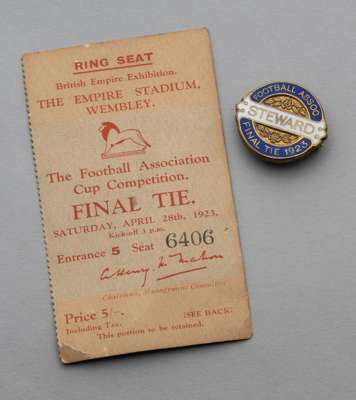 RING SEAT
British Empire Exhibition.
THE EMPIRE STADIUM,
WEMBLEY.
The Football Association
Cup Competition.
FINAL TIE.
SATURDAY, APRIL 28th, 1923,
Kick-off 3 p.m.
Entrance 5 Seat 6406
Chairman, Management Committee
Price 5/-.
Including Tax. (SEE BACK.
This portion to be retained.
FOOTBALL ASSOC
STEWARD
FINAL TIE 1923